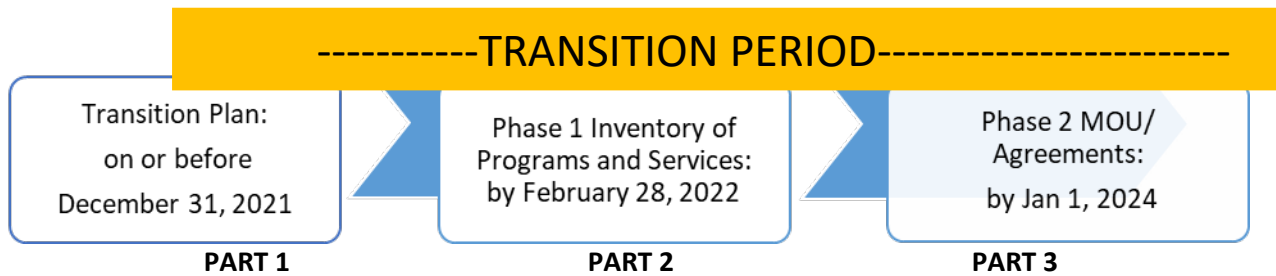 -----------TRANSITION PERIOD------------------------
Transition Plan:
on or before
December 31, 2021
Phase 1 Inventory of
Programs and Services:
by February 28, 2022
Phase 2 MOU/
Agreements:
by Jan 1, 2024
PART 1
PART 2
PART 3